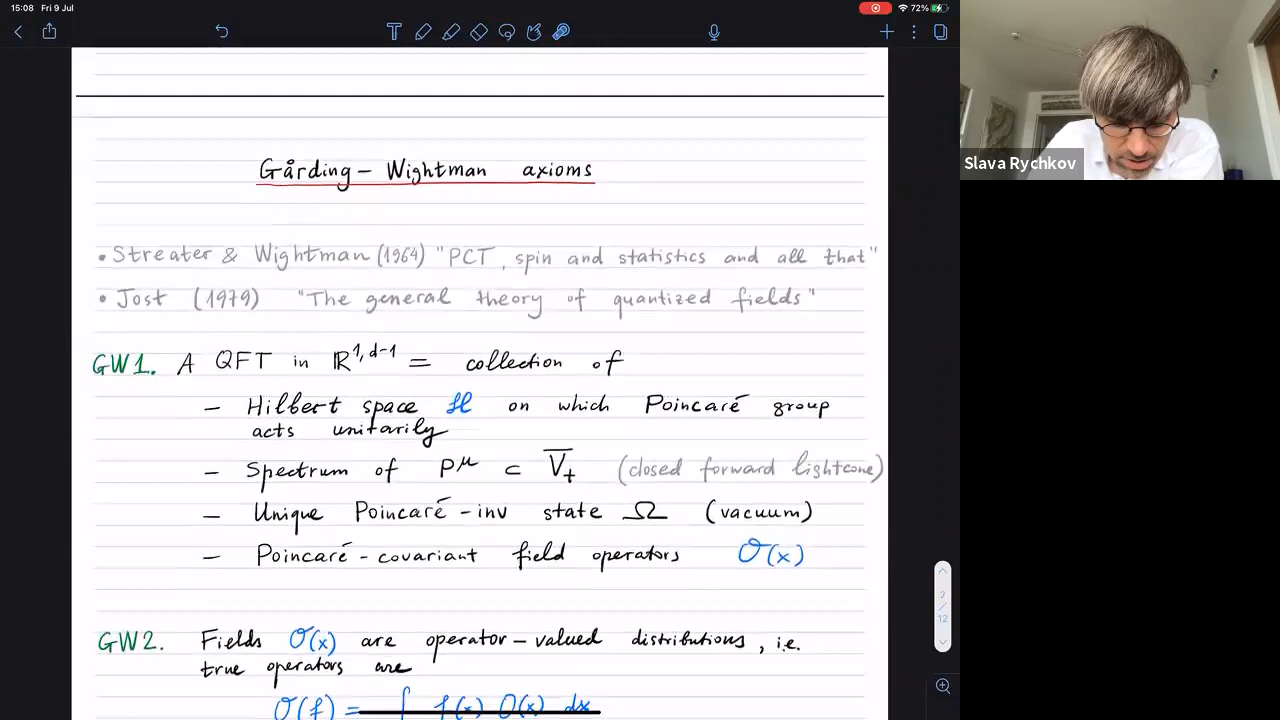 15:08 Fri 9 Jul
72%
Slava Rychkov
Gårding – Wightman axioms
• Streater & Wightman (1964) "PCT, spin and statistics and all that"
• Jost (1979) "The general theory of quantized fields"
GW1. A QFT in ℝ^{1,d-1} = collection of
– Hilbert space ℋ on which Poincaré group
acts unitarily
– Spectrum of P^μ ⊂ V̅₊ (closed forward lightcone)
– Unique Poincaré-inv state Ω (vacuum)
– Poincaré-covariant field operators 𝒪(x)
GW2. Fields 𝒪(x) are operator-valued distributions, i.e.
true operators are
𝒪(f) = ∫ f(x) O(x) dx
2
/
12